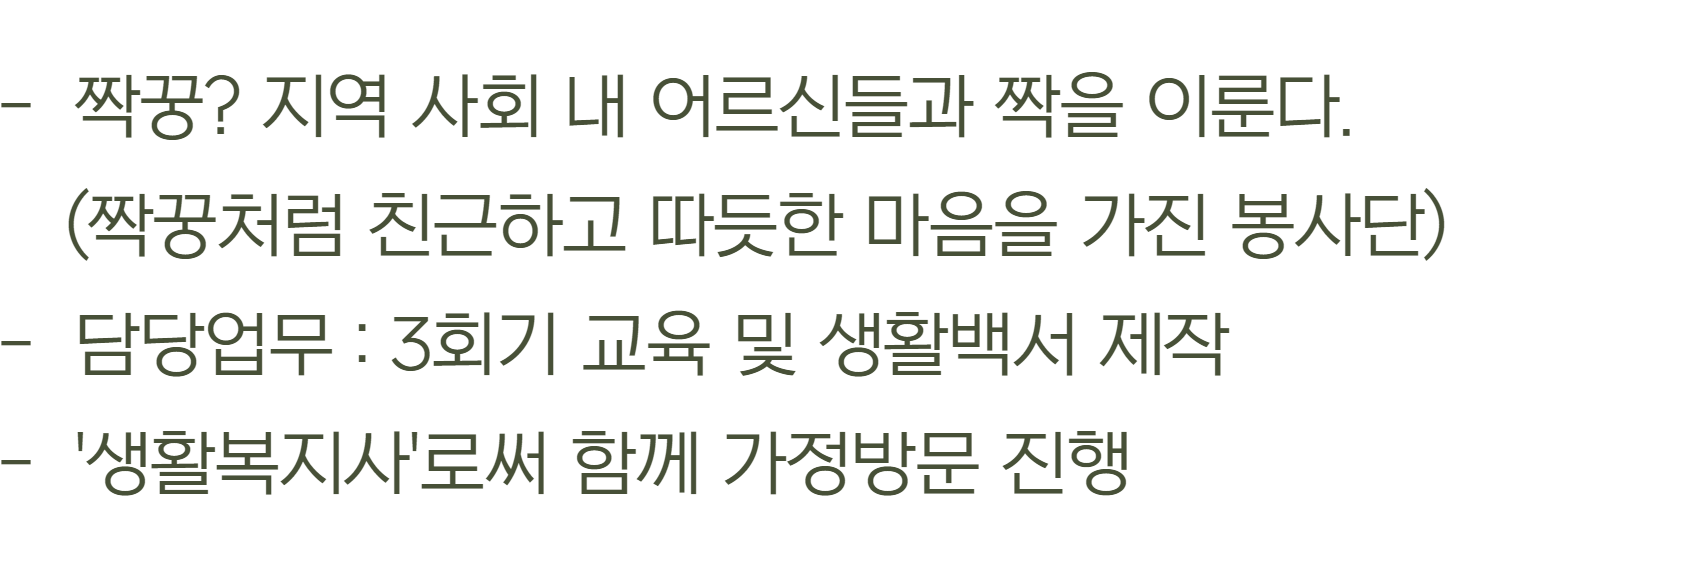 - 짝꿍? 지역 사회 내 어르신들과 짝을 이룬다.
(짝꿍처럼 친근하고 따듯한 마음을 가진 봉사단)
- 담당업무 : 3회기 교육 및 생활백서 제작
- '생활복지사'로써 함께 가정방문 진행